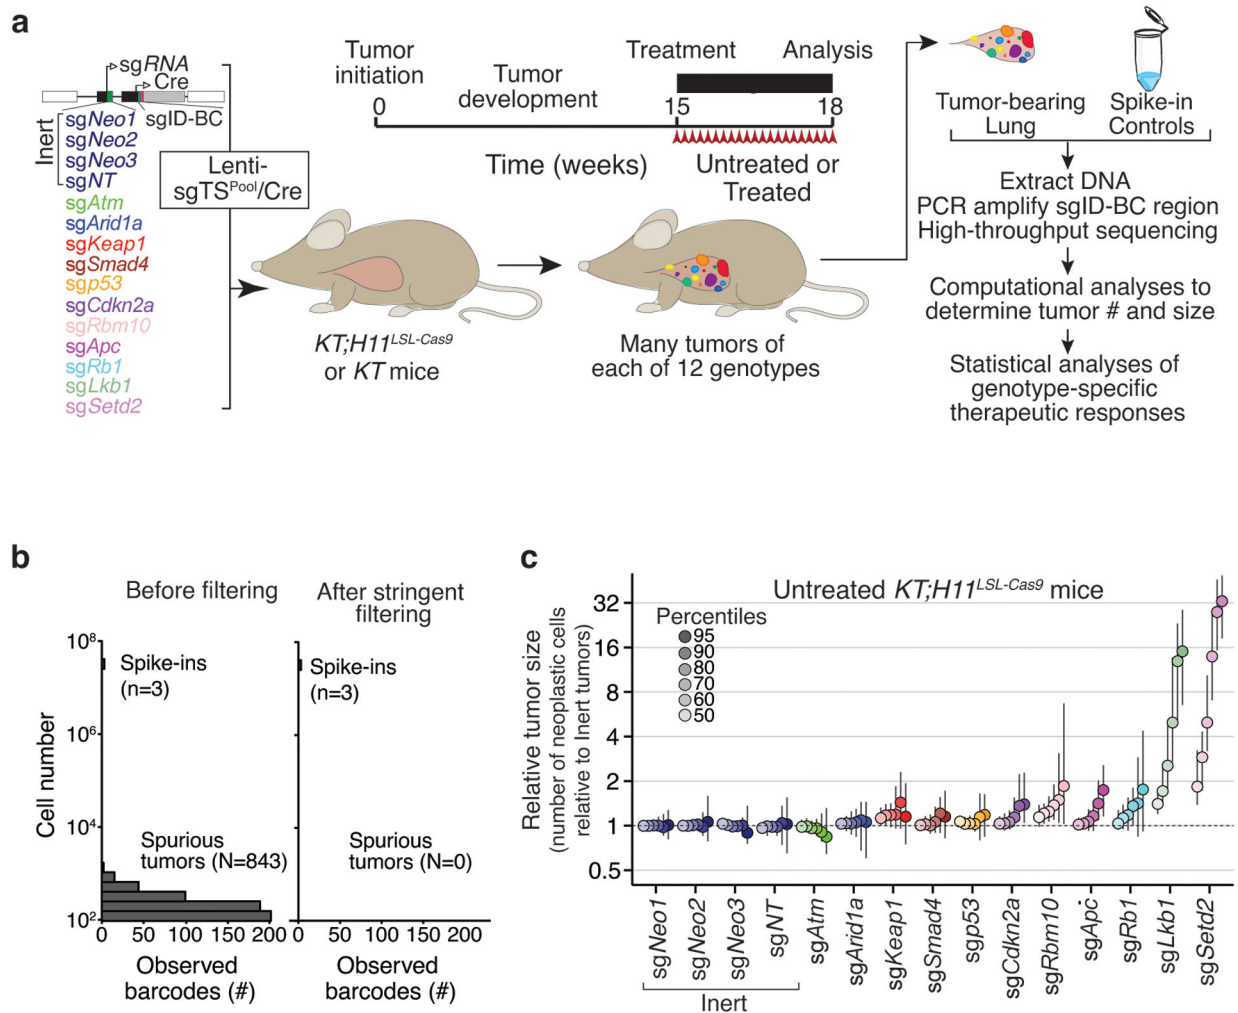 a
sgRNA
Cre
sgID-BC
Inert
sgNeo1
sgNeo2
sgNeo3
sgNT
sgAtm
sgArid1a
sgKeap1
sgSmad4
sgp53
sgCdkn2a
sgRbm10
sgApc
sgRb1
sgLkb1
sgSetd2
Lenti-
sgTSPool/Cre
Tumor
initiation
Tumor
development
Treatment
Analysis
0
15
18
Time (weeks)
Untreated or
Treated
KT;H11LSL-Cas9
or KT mice
Many tumors of
each of 12 genotypes
Tumor-bearing
Lung
Spike-in
Controls
Extract DNA
PCR amplify sgID-BC region
High-throughput sequencing
Computational analyses to
determine tumor # and size
Statistical analyses of
genotype-specific
therapeutic responses
b
Before filtering
After stringent
filtering
Cell number
10^8
10^6
10^4
10^2
Spike-ins
(n=3)
Spurious
tumors (N=843)
Spike-ins
(n=3)
Spurious
tumors (N=0)
0 50 100 150 200
0 50 100 150 200
Observed
barcodes (#)
Observed
barcodes (#)
c
Untreated KT;H11LSL-Cas9 mice
Relative tumor size
(number of neoplastic cells
relative to Inert tumors)
32
16
8
4
2
1
0.5
Percentiles
95
90
80
70
60
50
sgNeo1
sgNeo2
sgNeo3
sgNT
sgAtm
sgArid1a
sgKeap1
sgSmad4
sgp53
sgCdkn2a
sgRbm10
sgApc
sgRb1
sgLkb1
sgSetd2
Inert